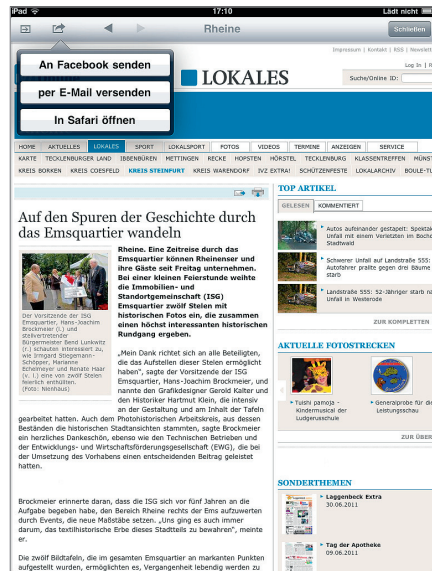 iPad 17:10 Lädt nicht
Rheine Schließen
An Facebook senden
per E-Mail versenden
In Safari öffnen
Impressum | Kontakt | RSS | Newslett
Log In | R
LOKALES
Suche/Online ID:
HOME AKTUELLES LOKALES SPORT LOKALSPORT FOTOS VIDEOS TERMINE ANZEIGEN SERVICE
KARTE TECKLENBURGER LAND IBBENBÜREN METTINGEN RECKE HOPSTEN HÖRSTEL TECKLENBURG KLASSENTREFFEN MÜNS
KREIS BORKEN KREIS COESFELD KREIS STEINFURT KREIS WARENDORF IVZ EXTRA! SCHÜTZENFESTE LOKALARCHIV BOULE-TU
Auf den Spuren der Geschichte durch
das Emsquartier wandeln
Rheine. Eine Zeitreise durch das
Emsquartier können Rheinenser und
ihre Gäste seit Freitag unternehmen.
Bei einer kleinen Feierstunde weihte
die Immobilien- und
Standortgemeinschaft (ISG)
Emsquartier zwölf Stelen mit
historischen Fotos ein, die zusammen
einen höchst interessanten historischen
Rundgang ergeben.
Der Vorsitzende der ISG
Emsquartier, Hans-Joachim
Brockmeier (l.) und
stellvertretender
Bürgermeister Bernd Lunkwitz
(r.) schauten interessiert zu,
wie Irmgard Stiegemann-
Schöpper, Marianne
Echelmeyer und Renate Haar
(v. l.) eine von zwölf Stelen
feierlich enthüllten.
(Foto: Nienhaus)
„Mein Dank richtet sich an alle Beteiligten,
die das Aufstellen dieser Stelen ermöglicht
haben", sagte der Vorsitzende der ISG
Emsquartier, Hans-Joachim Brockmeier, und
nannte den Grafikdesigner Gerold Kalter und
den Historiker Hartmut Klein, die intensiv
an der Gestaltung und am Inhalt der Tafeln
gearbeitet hatten. Auch dem Photohistorischen Arbeitskreis, aus dessen
Beständen die historischen Stadtansichten stammten, sagte Brockmeier
ein herzliches Dankeschön, ebenso wie den Technischen Betrieben und
der Entwicklungs- und Wirtschaftsförderungsgesellschaft (EWG), die bei
der Umsetzung des Vorhabens einen entscheidenden Beitrag geleistet
hatten.
Brockmeier erinnerte daran, dass die ISG sich vor fünf Jahren an die
Aufgabe begeben habe, den Bereich Rheine rechts der Ems aufzuwerten
durch Events, die neue Maßstäbe setzen. „Uns ging es auch immer
darum, das textilhistorische Erbe dieses Stadtteils zu bewahren", meinte
er.
Die zwölf Bildtafeln, die im gesamten Emsquartier an markanten Punkten
aufgestellt wurden, ermöglichten es, Vergangenheit lebendig werden zu
TOP ARTIKEL
GELESEN KOMMENTIERT
Autos aufeinander gestapelt: Spektak
Unfall mit einem Verletzten im Boche
Stadtwald
Schwerer Unfall auf Landstraße 555:
Autofahrer prallte gegen drei Bäume
starb
Landstraße 555: 52-Jähriger starb na
Unfall in Westerode
ZUR KOMPLETTEN
AKTUELLE FOTOSTRECKEN
Tuishi pamoja -
Kindermusical der
Ludgerusschule
Generalprobe für die
Leistungsschau
ZUR ÜBER
SONDERTHEMEN
Laggenbeck Extra
30.06.2011
Tag der Apotheke
09.06.2011